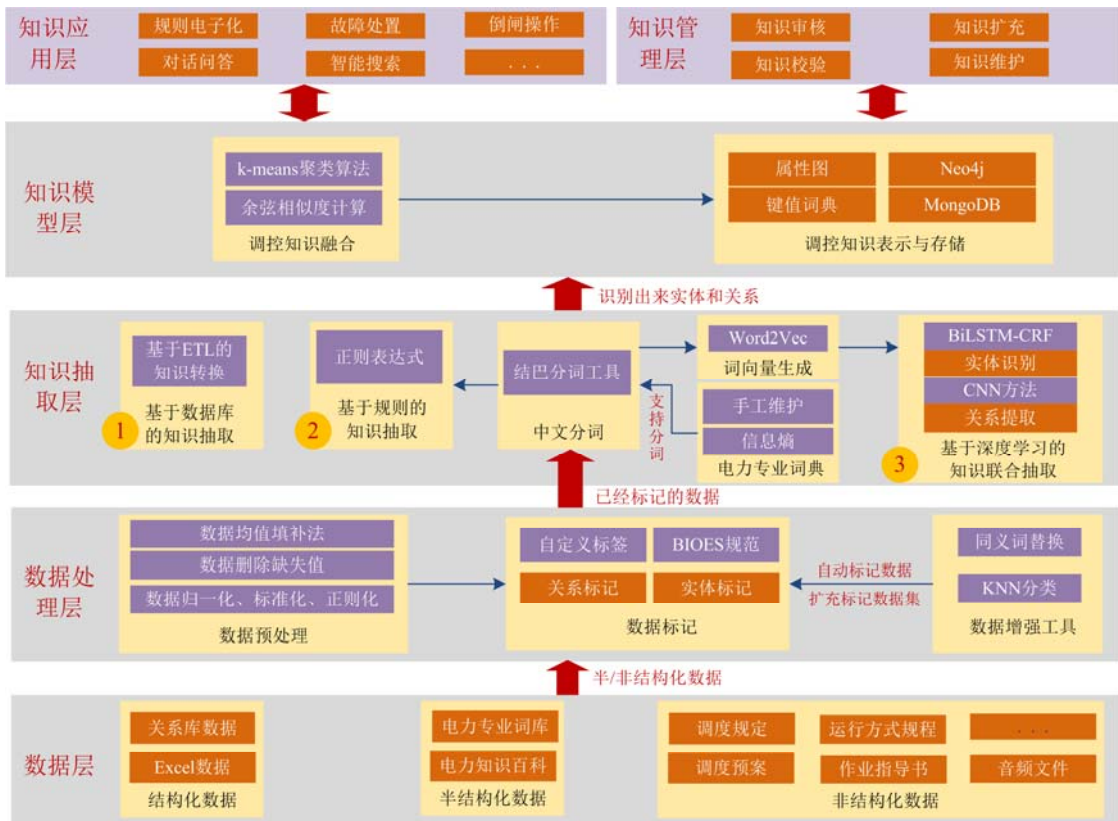 知识应
用层
规则电子化
故障处置
倒闸操作
对话问答
智能搜索
...
知识管
理层
知识审核
知识扩充
知识校验
知识维护
知识模
型层
k-means聚类算法
余弦相似度计算
调控知识融合
属性图
Neo4j
键值词典
MongoDB
调控知识表示与存储
识别出来实体和关系
知识抽
取层
基于ETL的
知识转换
1
基于数据库
的知识抽取
正则表达式
2
基于规则的
知识抽取
结巴分词工具
中文分词
支持分词
Word2Vec
词向量生成
手工维护
信息熵
电力专业词典
BiLSTM-CRF
实体识别
CNN方法
关系提取
3
基于深度学习的
知识联合抽取
已经标记的数据
数据处
理层
数据均值填补法
数据删除缺失值
数据归一化、标准化、正则化
数据预处理
自定义标签
BIOES规范
关系标记
实体标记
数据标记
自动标记数据
扩充标记数据集
同义词替换
KNN分类
数据增强工具
半/非结构化数据
数据层
关系库数据
Excel数据
结构化数据
电力专业词库
电力知识百科
半结构化数据
调度规定
运行方式规程
...
调度预案
作业指导书
音频文件
非结构化数据